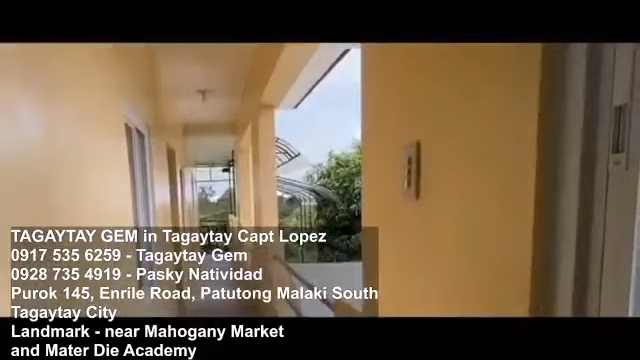 TAGAYTAY GEM in Tagaytay Capt Lopez
0917 535 6259 - Tagaytay Gem
0928 735 4919 - Pasky Natividad
Purok 145, Enrile Road, Patutong Malaki South
Tagaytay City
Landmark - near Mahogany Market
and Mater Die Academy